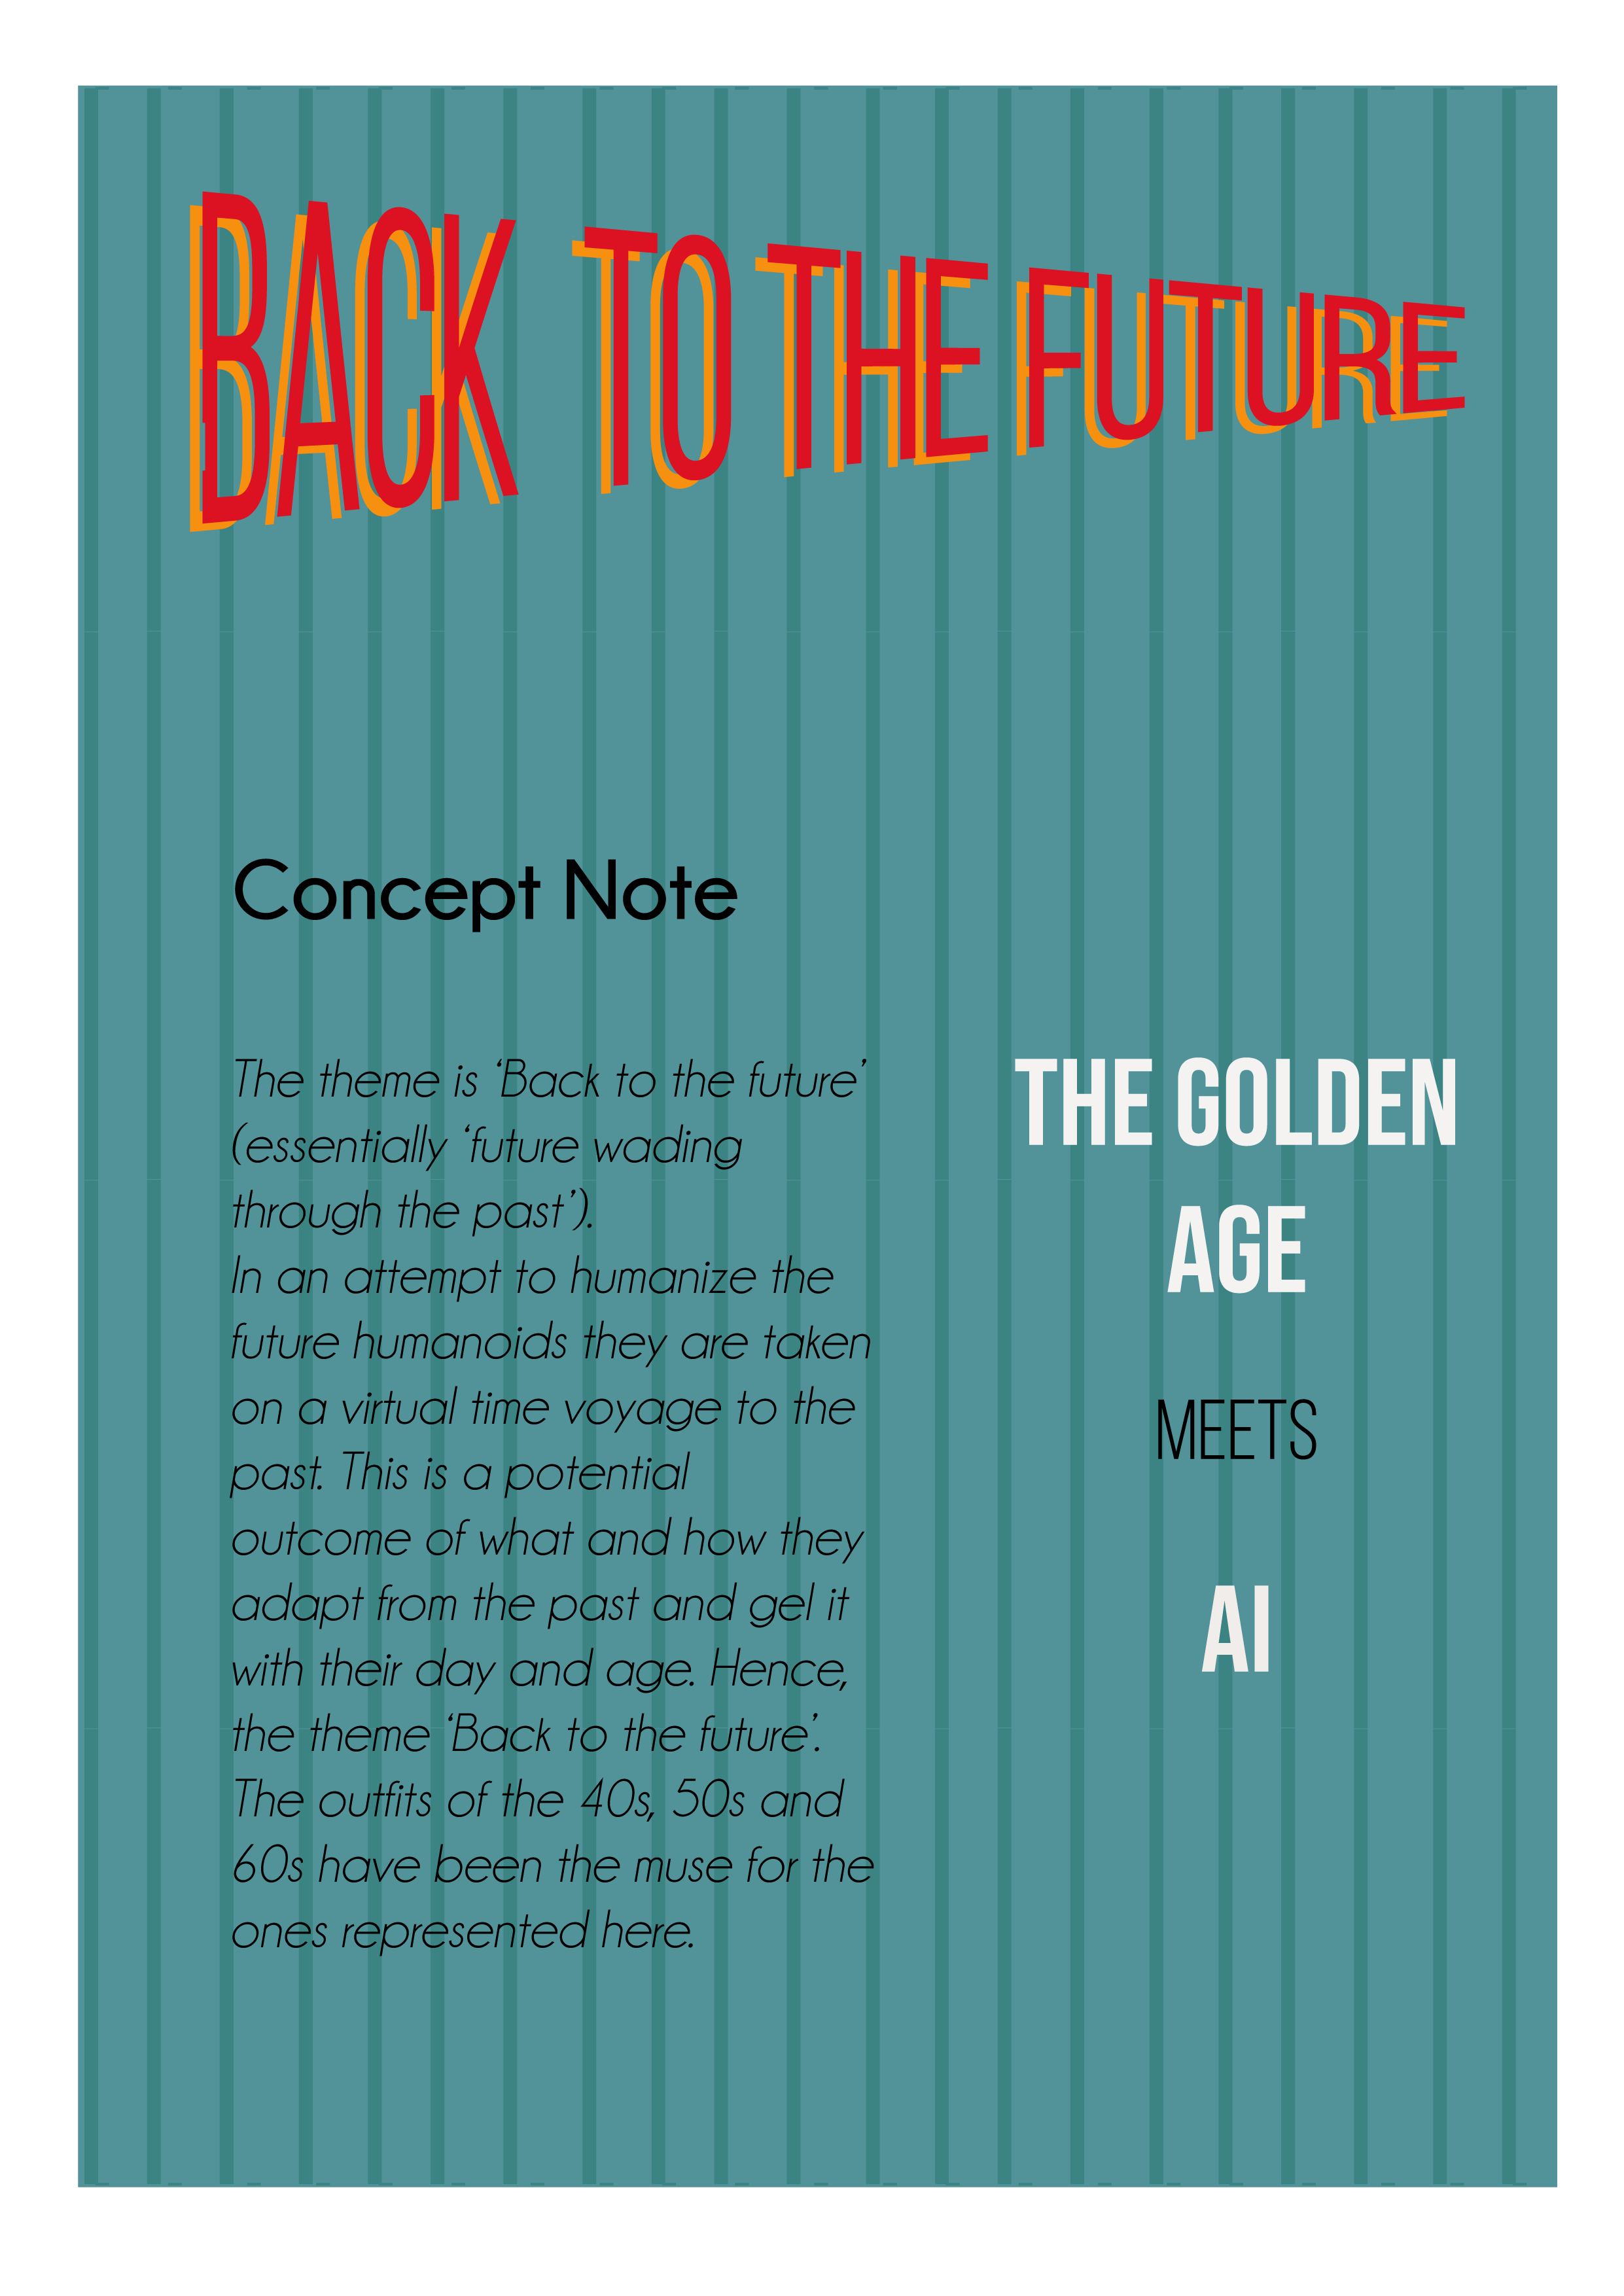 BACK TO THE FUTURE
Concept Note
The theme is ‘Back to the future’
(essentially ‘future wading
through the past’).
In an attempt to humanize the
future humanoids they are taken
on a virtual time voyage to the
past. This is a potential
outcome of what and how they
adapt from the past and gel it
with their day and age. Hence,
the theme ‘Back to the future’.
The outfits of the 40s, 50s and
60s have been the muse for the
ones represented here.
THE GOLDEN
AGE
MEETS
AI